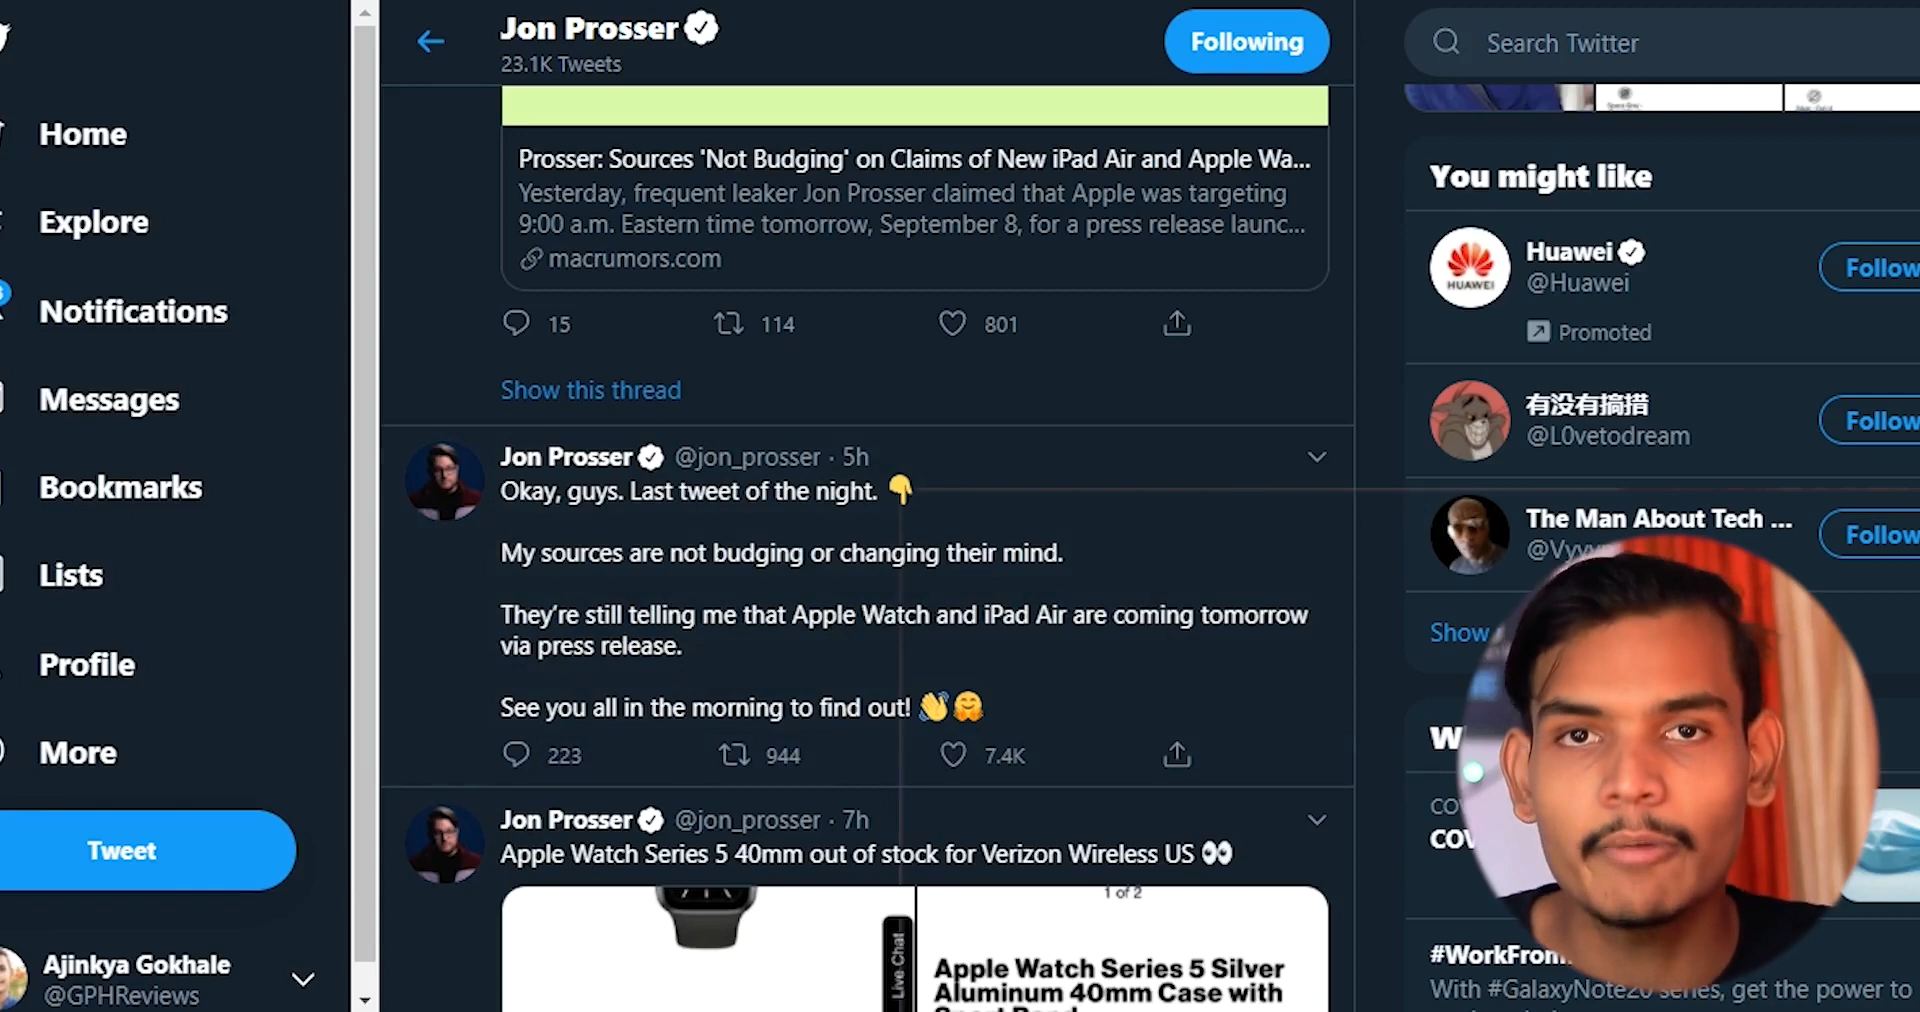 Jon Prosser
23.1K Tweets
Following
Search Twitter
Home
Explore
Notifications
Messages
Bookmarks
Lists
Profile
More
Tweet
Ajinkya Gokhale
@GPHReviews
Prosser: Sources 'Not Budging' on Claims of New iPad Air and Apple Wa...
Yesterday, frequent leaker Jon Prosser claimed that Apple was targeting
9:00 a.m. Eastern time tomorrow, September 8, for a press release launc...
macrumors.com
15 114 801
Show this thread
Jon Prosser @jon_prosser · 5h
Okay, guys. Last tweet of the night. 👇
My sources are not budging or changing their mind.
They're still telling me that Apple Watch and iPad Air are coming tomorrow
via press release.
See you all in the morning to find out! 👋🤗
223 944 7.4K
Jon Prosser @jon_prosser · 7h
Apple Watch Series 5 40mm out of stock for Verizon Wireless US 👀
Live Chat
1 of 2
Apple Watch Series 5 Silver
Aluminum 40mm Case with
You might like
Huawei
@Huawei
HUAWEI
Follow
Promoted
有没有搞措
@L0vetodream
Follow
The Man About Tech ...
Follow
Show
#WorkFrom
With #GalaxyNote20 series, get the power to